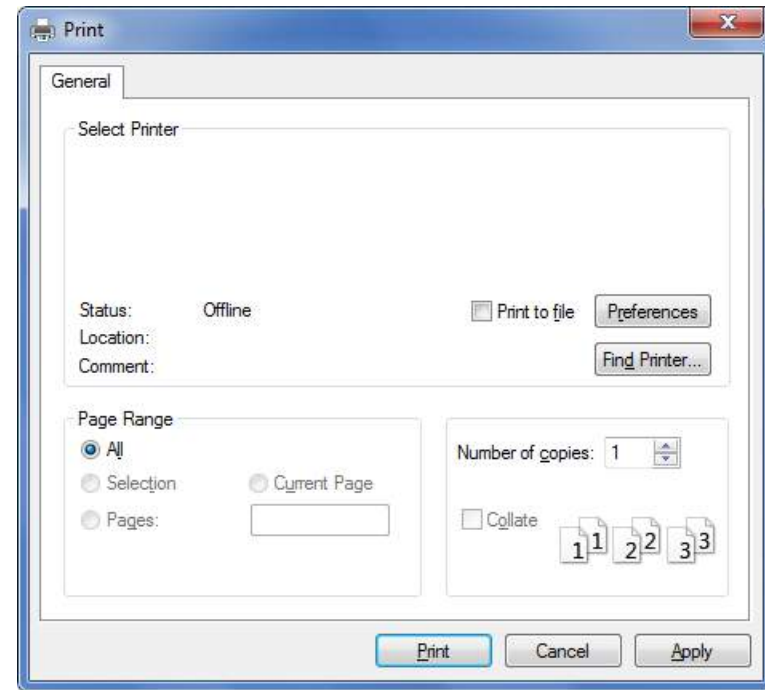 Print
X
General
Select Printer
Status: Offline
Print to file
Preferences
Location:
Comment:
Find Printer...
Page Range
All
Selection
Current Page
Pages:
Number of copies: 1
Collate
1 1 2 2 3 3
Print
Cancel
Apply